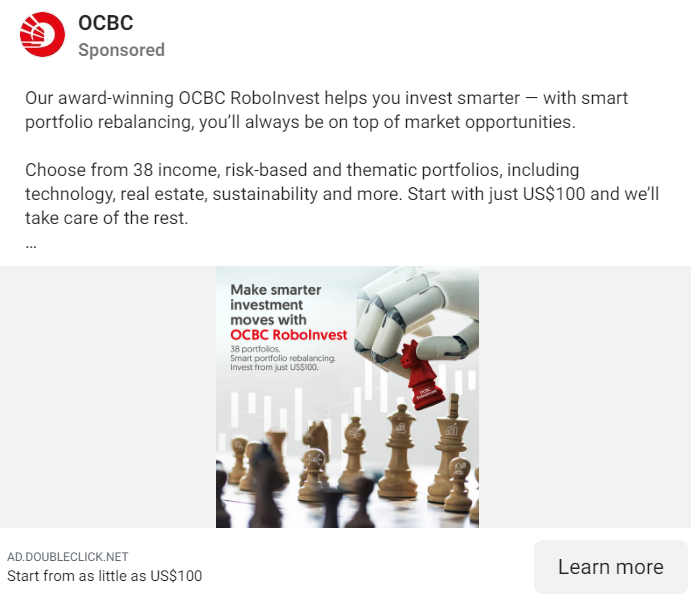 OCBC
Sponsored
Our award-winning OCBC RoboInvest helps you invest smarter — with smart
portfolio rebalancing, you’ll always be on top of market opportunities.
Choose from 38 income, risk-based and thematic portfolios, including
technology, real estate, sustainability and more. Start with just US$100 and we’ll
take care of the rest.
...
Make smarter
investment
moves with
OCBC RoboInvest
38 portfolios.
Smart portfolio rebalancing.
Invest from just US$100.
OCBC
RoboInvest
AD.DOUBLECLICK.NET
Start from as little as US$100
Learn more